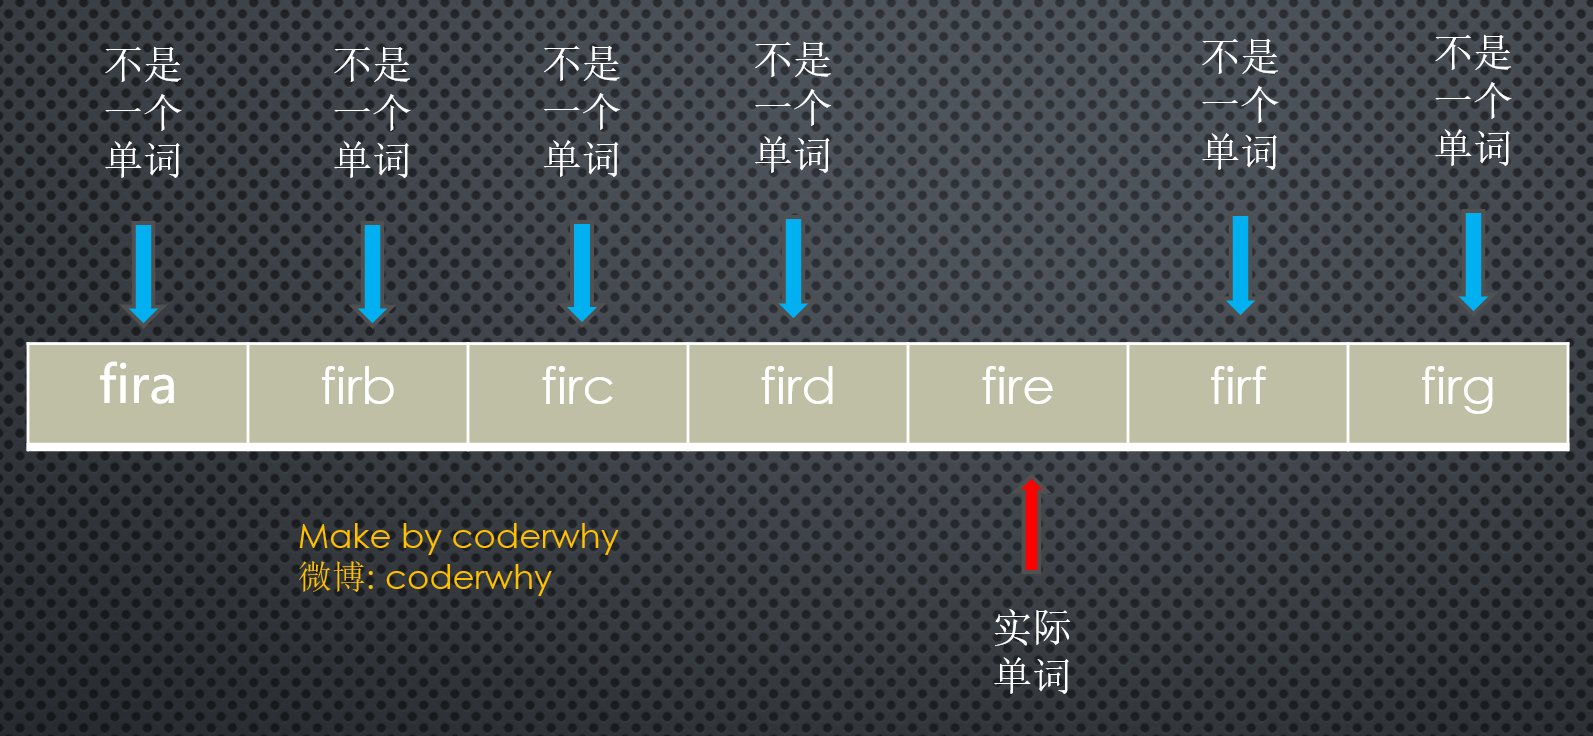 不是
一个
单词
不是
一个
单词
不是
一个
单词
不是
一个
单词
不是
一个
单词
不是
一个
单词
fira firb firc fird fire firf firg
Make by coderwhy
微博: coderwhy
实际
单词